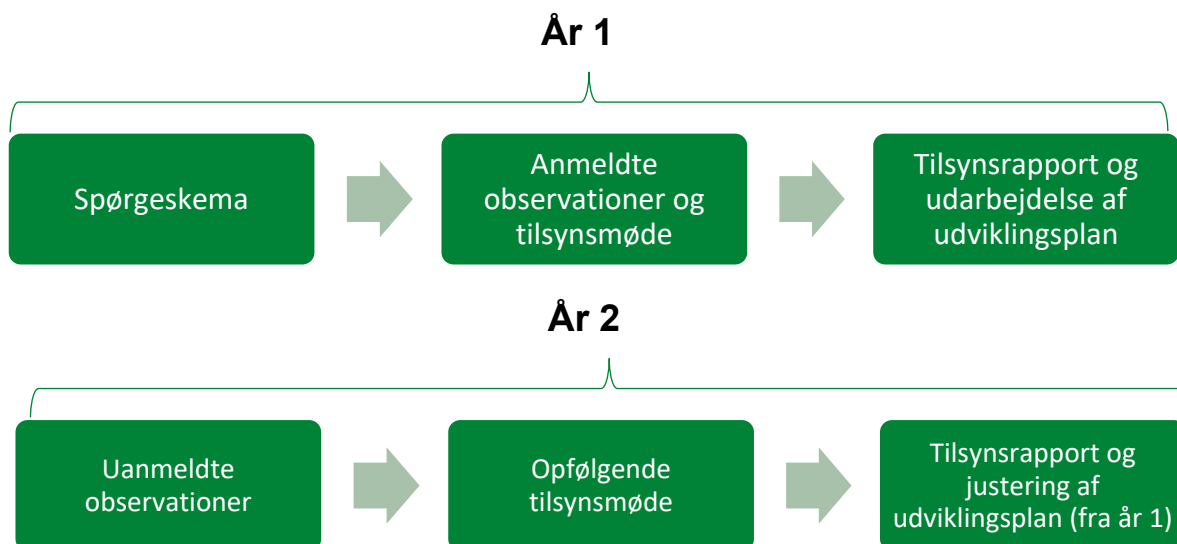 År 1
Spørgeskema
Anmeldte
observationer og
tilsynsmøde
Tilsynsrapport og
udarbejdelse af
udviklingsplan
År 2
Uanmeldte
observationer
Opfølgende
tilsynsmøde
Tilsynsrapport og
justering af
udviklingsplan (fra år 1)